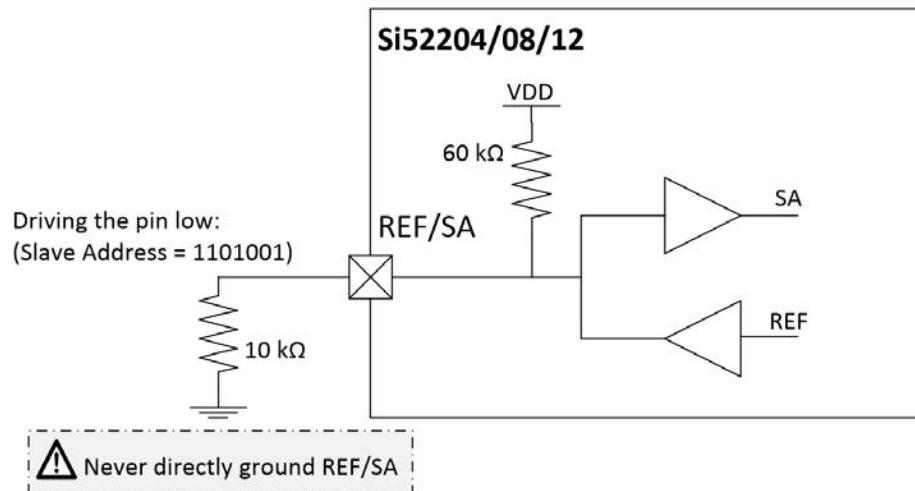 Si52204/08/12
VDD
60 kΩ
SA
Driving the pin low:
(Slave Address = 1101001)
REF/SA
REF
10 kΩ
Never directly ground REF/SA